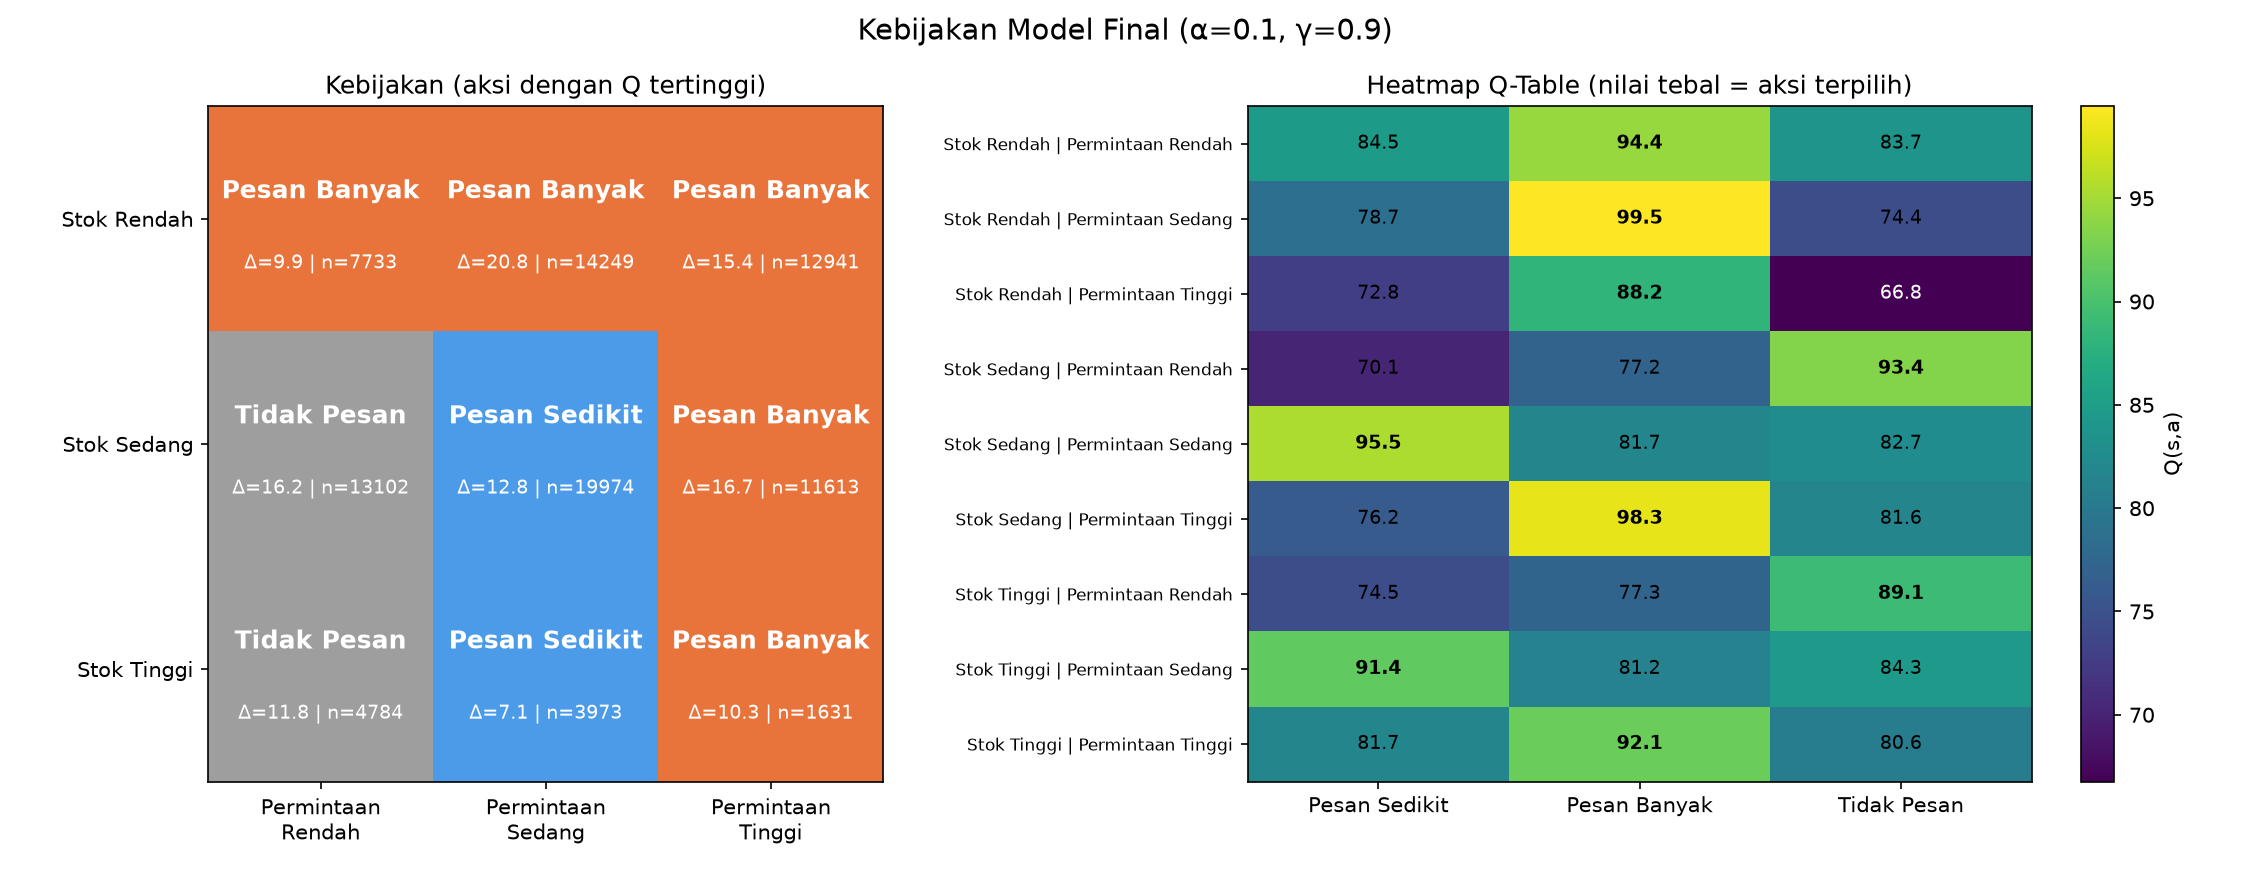 Kebijakan Model Final (α=0.1, γ=0.9)
Kebijakan (aksi dengan Q tertinggi)
Stok Rendah
Pesan Banyak
Pesan Banyak
Pesan Banyak
Δ=9.9 | n=7733
Δ=20.8 | n=14249
Δ=15.4 | n=12941
Stok Sedang
Tidak Pesan
Pesan Sedikit
Pesan Banyak
Δ=16.2 | n=13102
Δ=12.8 | n=19974
Δ=16.7 | n=11613
Stok Tinggi
Tidak Pesan
Pesan Sedikit
Pesan Banyak
Δ=11.8 | n=4784
Δ=7.1 | n=3973
Δ=10.3 | n=1631
Permintaan
Rendah
Permintaan
Sedang
Permintaan
Tinggi
Heatmap Q-Table (nilai tebal = aksi terpilih)
Stok Rendah | Permintaan Rendah 84.5 94.4 83.7
Stok Rendah | Permintaan Sedang 78.7 99.5 74.4
Stok Rendah | Permintaan Tinggi 72.8 88.2 66.8
Stok Sedang | Permintaan Rendah 70.1 77.2 93.4
Stok Sedang | Permintaan Sedang 95.5 81.7 82.7
Stok Sedang | Permintaan Tinggi 76.2 98.3 81.6
Stok Tinggi | Permintaan Rendah 74.5 77.3 89.1
Stok Tinggi | Permintaan Sedang 91.4 81.2 84.3
Stok Tinggi | Permintaan Tinggi 81.7 92.1 80.6
Pesan Sedikit
Pesan Banyak
Tidak Pesan
95
90
85
80
75
70
Q(s,a)